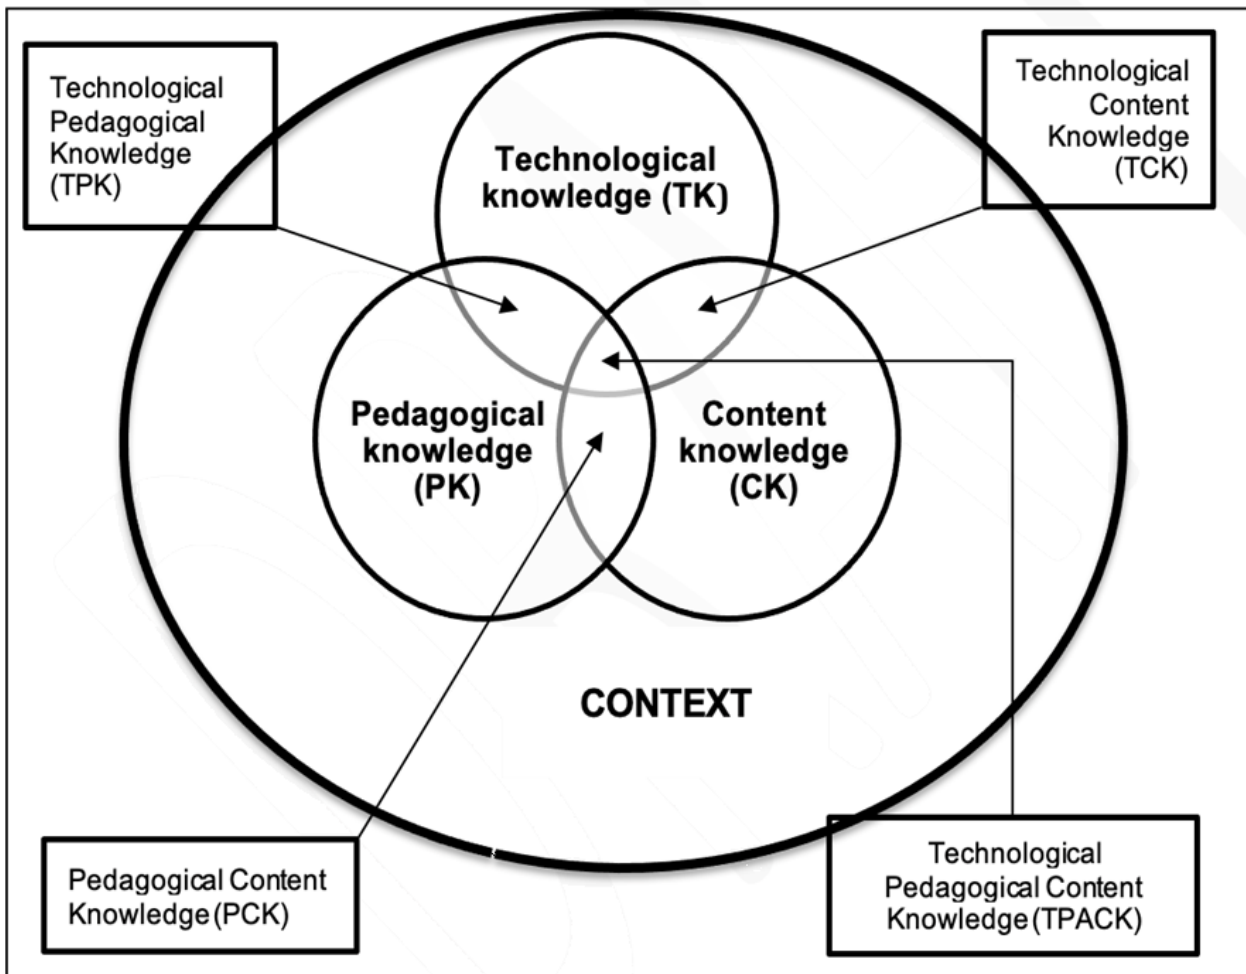 Technological
Pedagogical
Knowledge
(TPK)
Technological
Content
Knowledge
(TCK)
Technological
knowledge (TK)
Pedagogical
knowledge
(PK)
Content
knowledge
(CK)
CONTEXT
Pedagogical Content
Knowledge (PCK)
Technological
Pedagogical Content
Knowledge (TPACK)